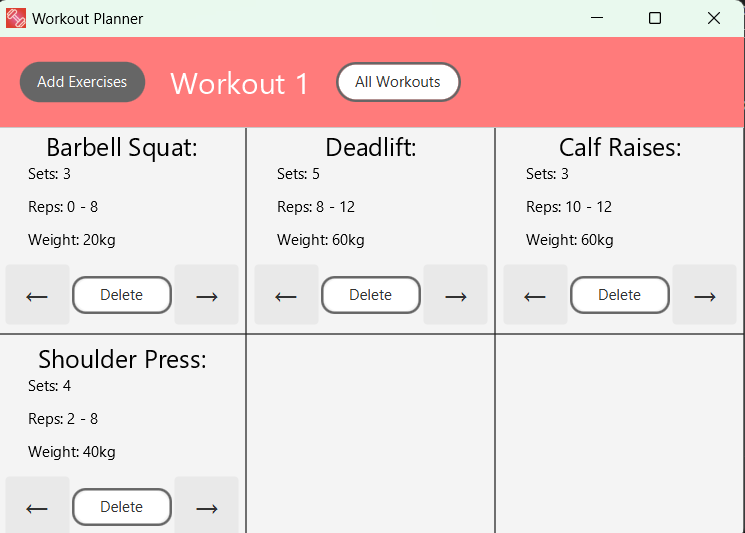 Workout Planner
Add Exercises
Workout 1
All Workouts
Barbell Squat:
Sets: 3
Reps: 0 - 8
Weight: 20kg
← Delete →
Deadlift:
Sets: 5
Reps: 8 - 12
Weight: 60kg
← Delete →
Calf Raises:
Sets: 3
Reps: 10 - 12
Weight: 60kg
← Delete →
Shoulder Press:
Sets: 4
Reps: 2 - 8
Weight: 40kg
← Delete →